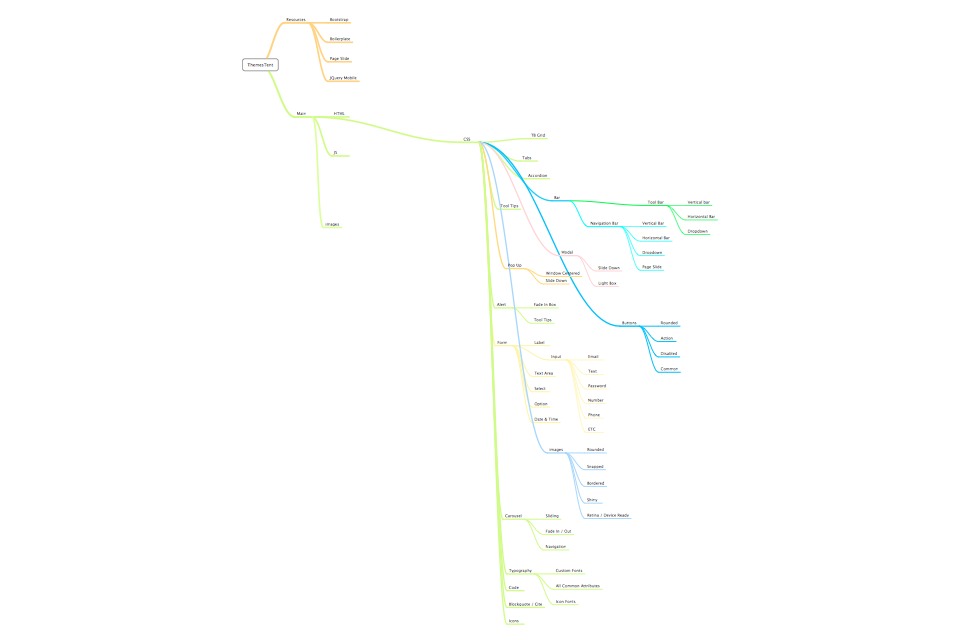 ThemesTent
Resources
Bootstrap
Boilerplate
Page Slide
JQuery Mobile
Main
HTML
JS
Images
CSS
TB Grid
Tabs
Accordion
Bar
Tool Bar
Vertical Bar
Horizontal Bar
Dropdown
Navigation Bar
Vertical Bar
Horizontal Bar
Dropdown
Page Slide
Tool Tips
Modal
Slide Down
Light Box
Pop Up
Window Centered
Slide Down
Alert
Fade In Box
Tool Tips
Buttons
Rounded
Action
Disabled
Common
Form
Label
Input
Email
Text
Password
Number
Phone
ETC
Text Area
Select
Option
Date & Time
Images
Rounded
Snapped
Bordered
Shiny
Retina / Device Ready
Carousel
Sliding
Fade In / Out
Navigation
Typography
Custom Fonts
All Common Attributes
Icon Fonts
Code
Blockquote / Cite
Icons